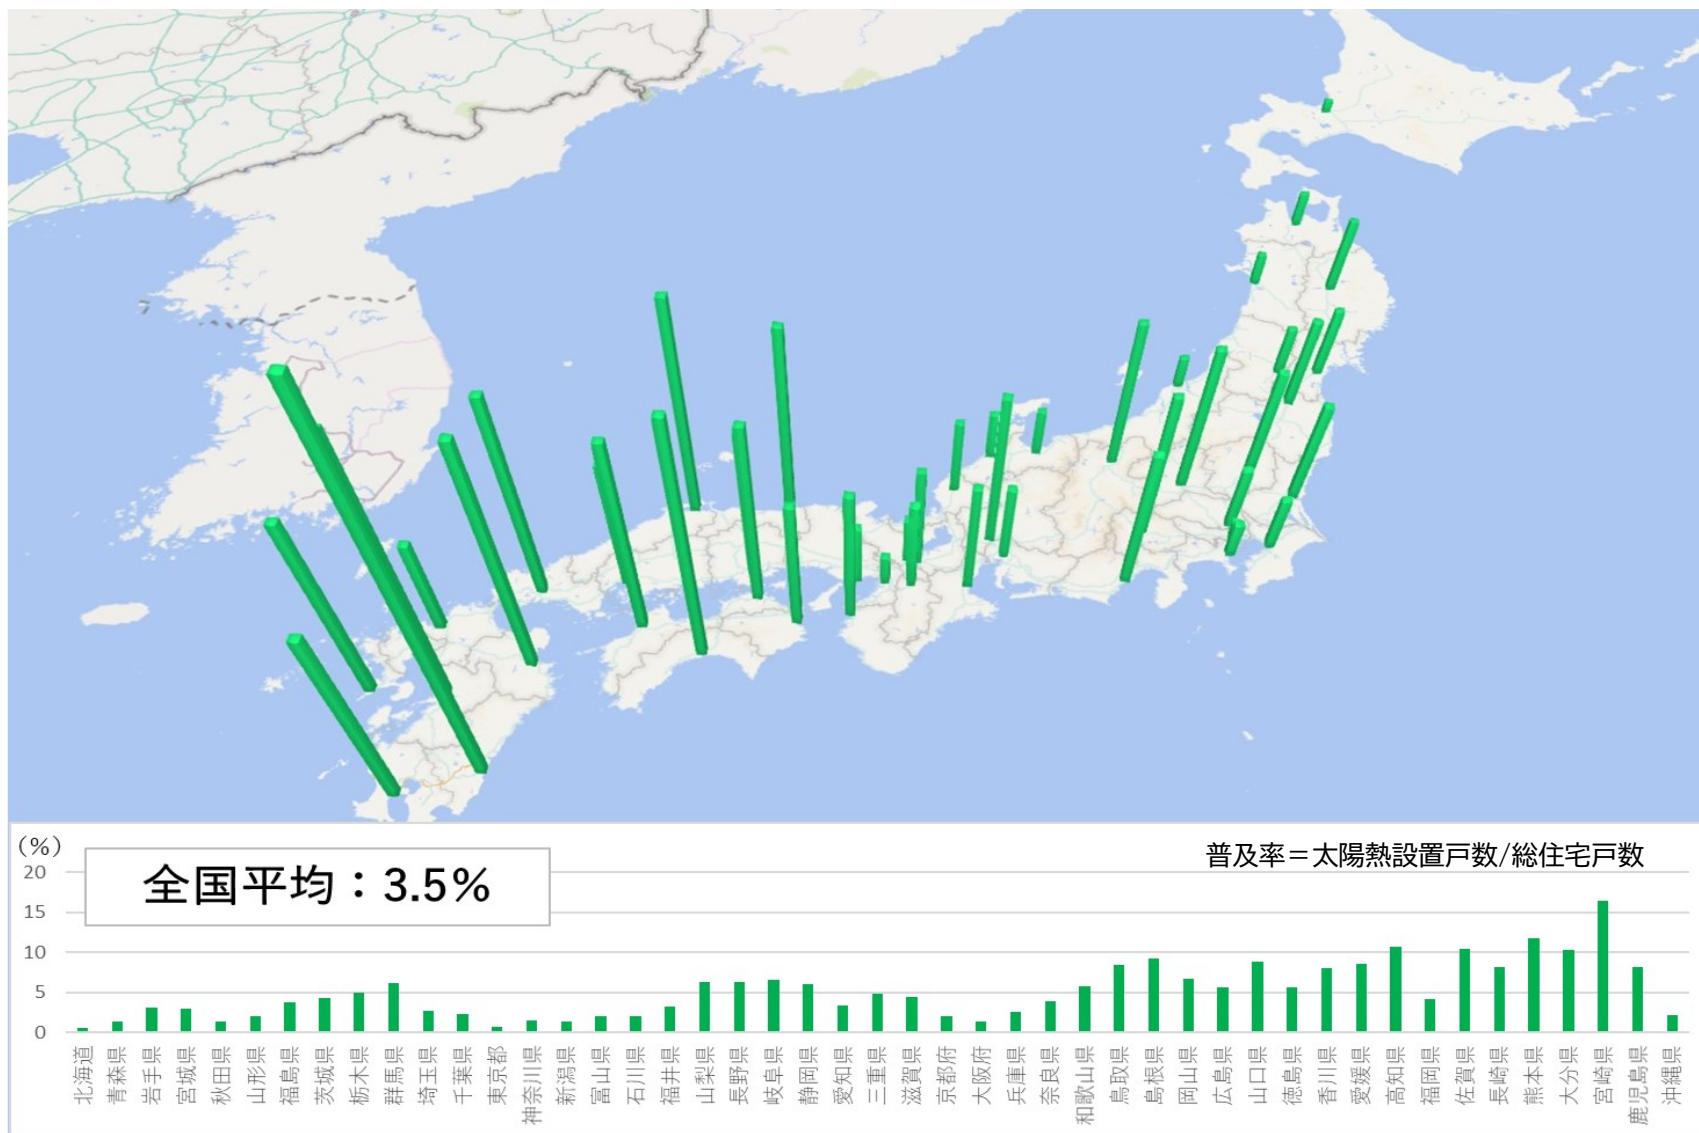 (%)
全国平均：3.5%
普及率＝太陽熱設置戸数/総住宅戸数
20
15
10
5
0
北海道
青森県
岩手県
宮城県
秋田県
山形県
福島県
茨城県
栃木県
群馬県
埼玉県
千葉県
東京都
神奈川県
新潟県
富山県
石川県
福井県
山梨県
長野県
岐阜県
静岡県
愛知県
三重県
滋賀県
京都府
大阪府
兵庫県
奈良県
和歌山県
鳥取県
島根県
岡山県
広島県
山口県
徳島県
香川県
愛媛県
高知県
福岡県
佐賀県
長崎県
熊本県
大分県
宮崎県
鹿児島県
沖縄県